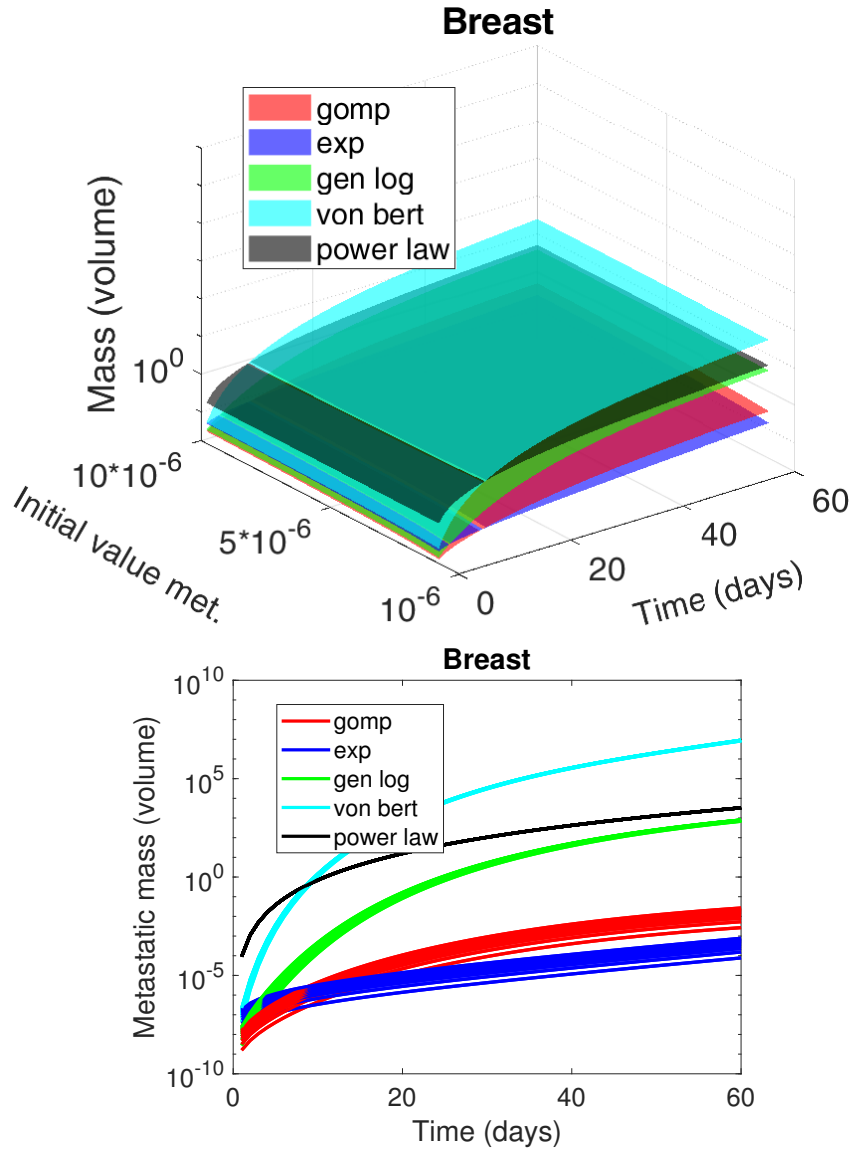 Breast
gomp
exp
gen log
von bert
power law
Mass (volume)
10^0
10*10^-6
5*10^-6
10^-6
Initial value met.
0
20
40
60
Time (days)
Breast
10^10
10^5
10^0
10^-5
10^-10
gomp
exp
gen log
von bert
power law
Metastatic mass (volume)
0
20
40
60
Time (days)